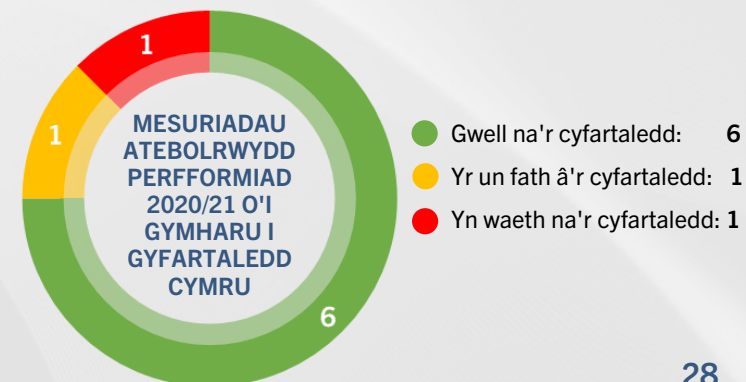 1
1
MESURIADAU
ATEBOLRWYDD
PERFFORMIAD
2020/21 O'I
GYMHARU I
GYFARTALEDD
CYMRU
6
Gwell na'r cyfartaledd: 6
Yr un fath â'r cyfartaledd: 1
Yn waeth na'r cyfartaledd: 1
28